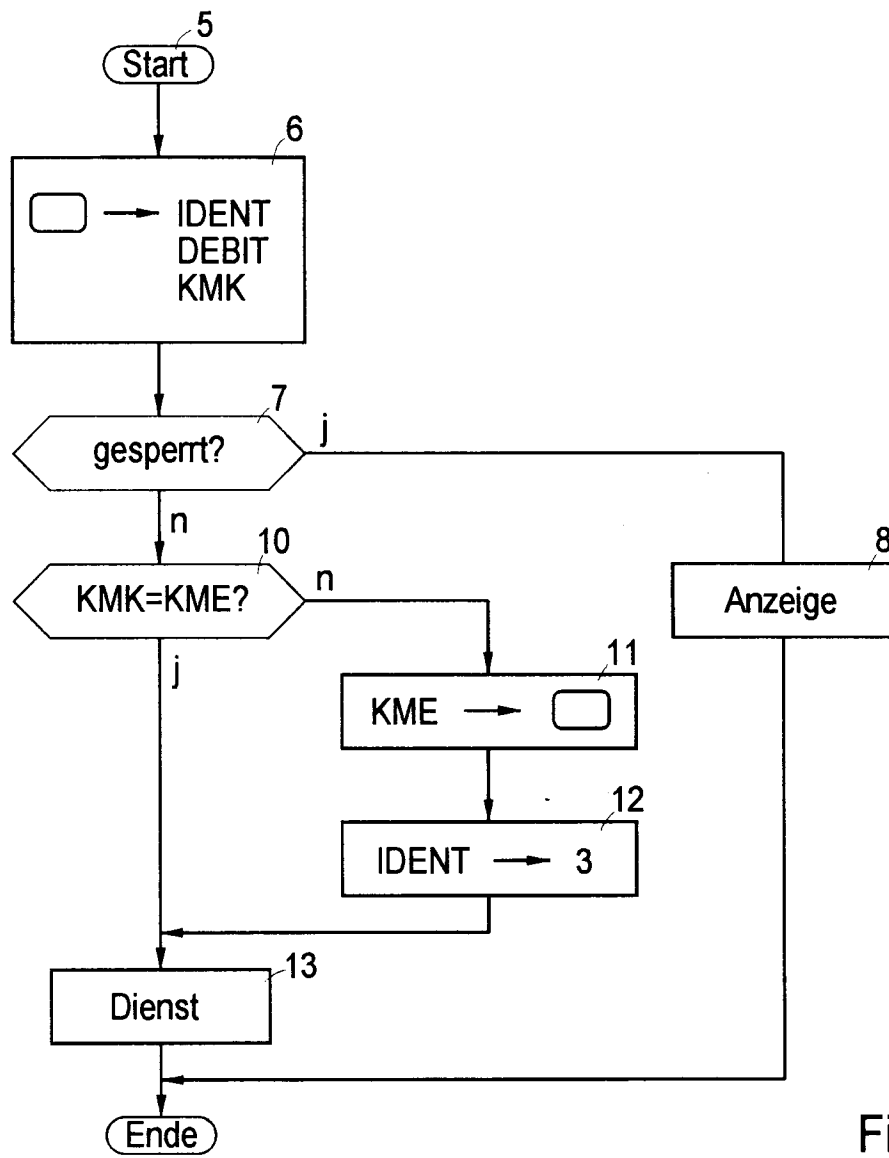 5
Start
6
IDENT
DEBIT
KMK
7
gesperrt?
j
n
10
KMK=KME?
n
8
Anzeige
j
11
KME
12
IDENT 3
13
Dienst
Ende